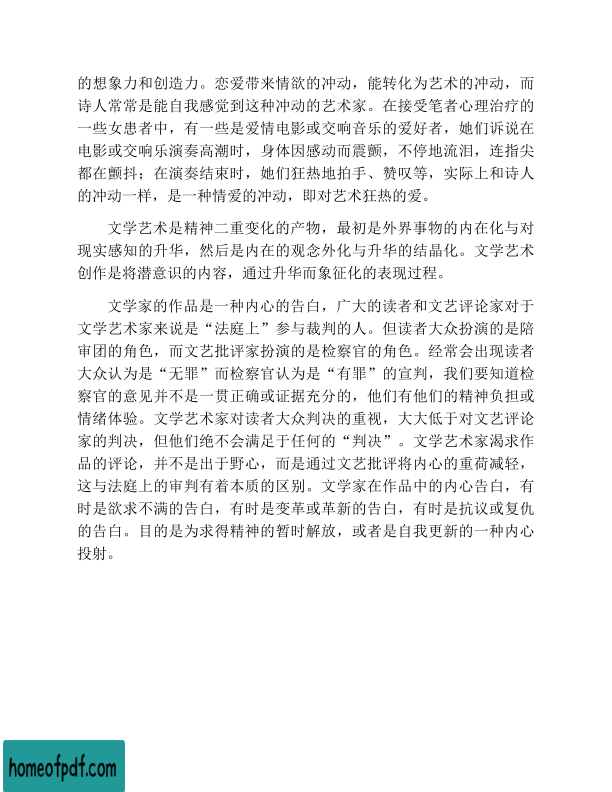 的想象力和创造力。恋爱带来情欲的冲动，能转化为艺术的冲动，而
诗人常常是能自我感觉到这种冲动的艺术家。在接受笔者心理治疗的
一些女患者中，有一些是爱情电影或交响音乐的爱好者，她们诉说在
电影或交响乐演奏高潮时，身体因感动而震颤，不停地流泪，连指尖
都在颤抖；在演奏结束时，她们狂热地拍手、赞叹等，实际上和诗人
的冲动一样，是一种情爱的冲动，即对艺术狂热的爱。
文学艺术是精神二重变化的产物，最初是外界事物的内在化与对
现实感知的升华，然后是内在的观念外化与升华的结晶化。文学艺术
创作是将潜意识的内容，通过升华而象征化的表现过程。
文学家的作品是一种内心的告白，广大的读者和文艺评论家对于
文学艺术家来说是“法庭上”参与裁判的人。但读者大众扮演的是陪
审团的角色，而文艺批评家扮演的是检察官的角色。经常会出现读者
大众认为是“无罪”而检察官认为是“有罪”的宣判，我们要知道检
察官的意见并不是一贯正确或证据充分的，他们有他们的精神负担或
情绪体验。文学艺术家对读者大众判决的重视，大大低于对文艺评论
家的判决，但他们绝不会满足于任何的“判决”。文学艺术家渴求作
品的评论，并不是出于野心，而是通过文艺批评将内心的重荷减轻，
这与法庭上的审判有着本质的区别。文学家在作品中的内心告白，有
时是欲求不满的告白，有时是变革或革新的告白，有时是抗议或复仇
的告白。目的是为求得精神的暂时解放，或者是自我更新的一种内心
投射。
homeofpdf.com